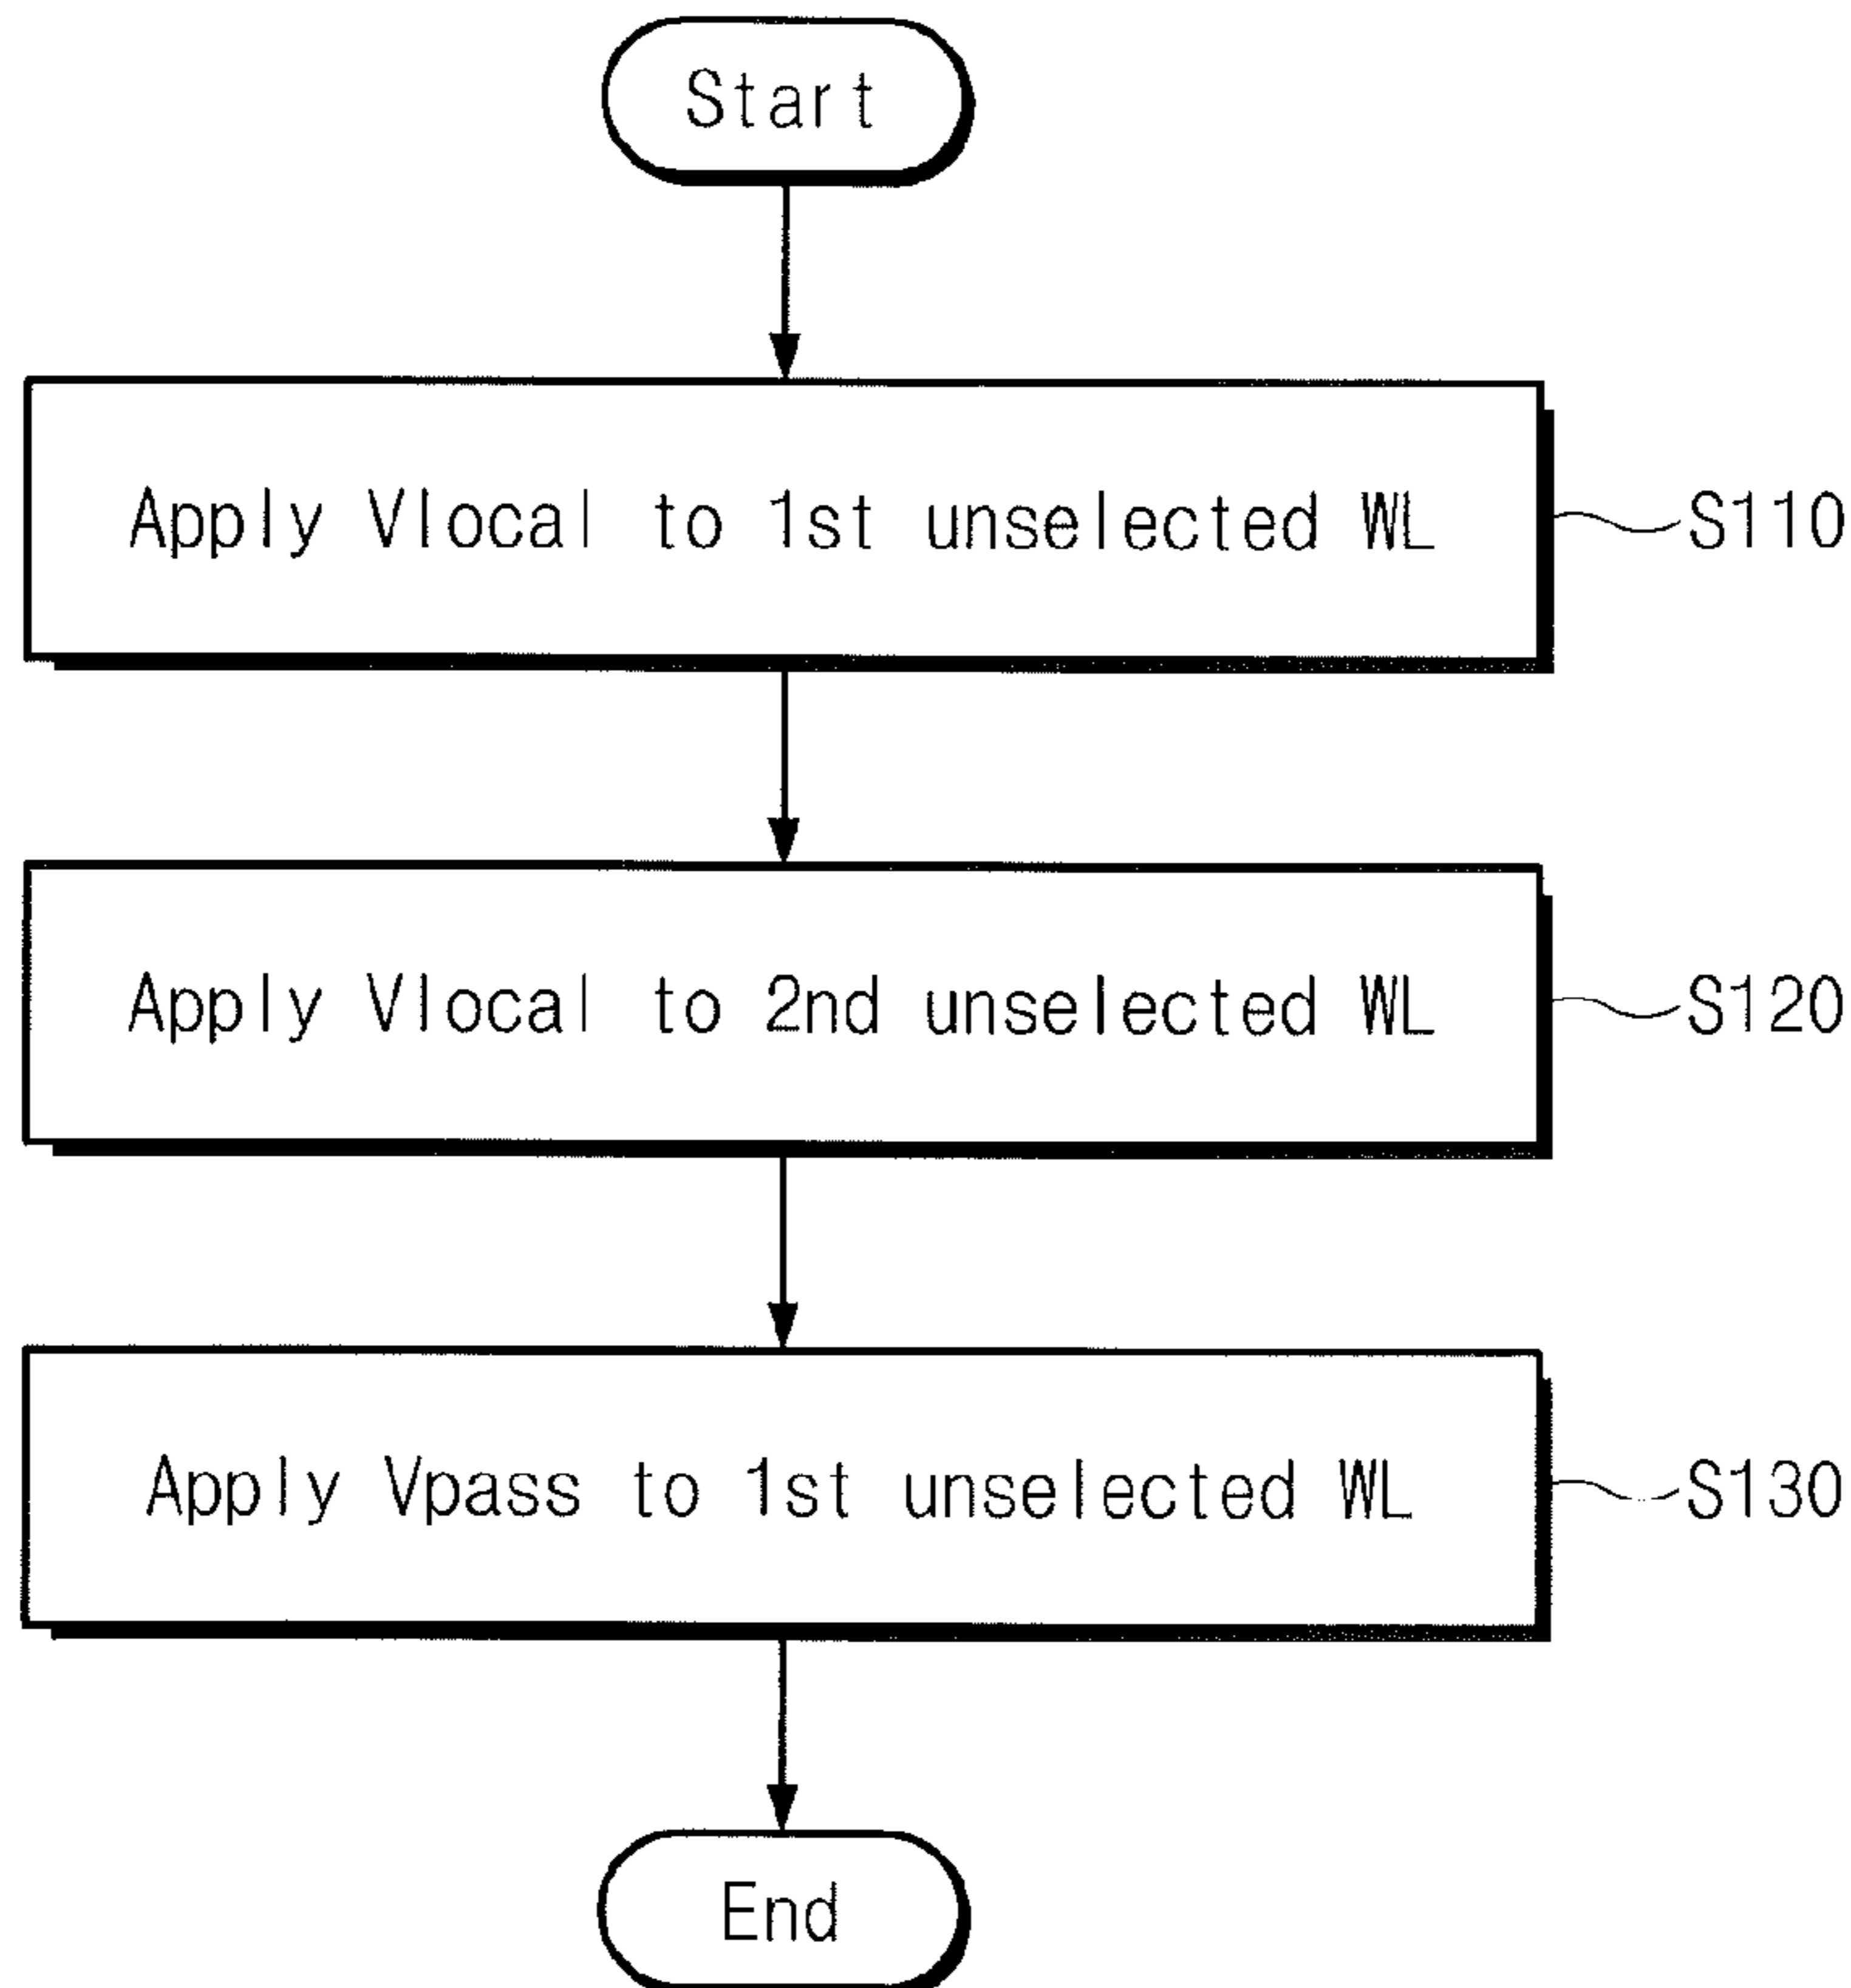 Start
Apply Vlocal to 1st unselected WL
S110
Apply Vlocal to 2nd unselected WL
S120
Apply Vpass to 1st unselected WL
S130
End